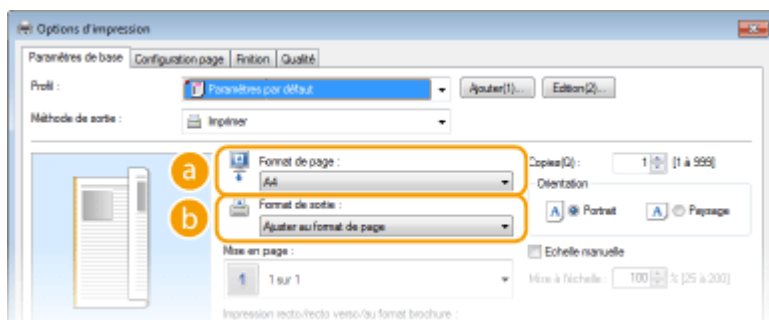 Options d'impression
Paramètres de base Configuration page Finition Qualité
Profil : Paramètres par défaut Ajouter(1)... Edition(2)...
Méthode de sortie : Imprimer
a Format de page : Copies(Q) : 1 [1 à 999]
A4 Orientation
b Format de sortie : A Portrait A Paysage
Ajuster au format de page
Mise en page : Echelle manuelle
1 1 sur 1 Mise à l'échelle : 100 % [25 à 200]
Impression recto/recto verso/au format brochure :